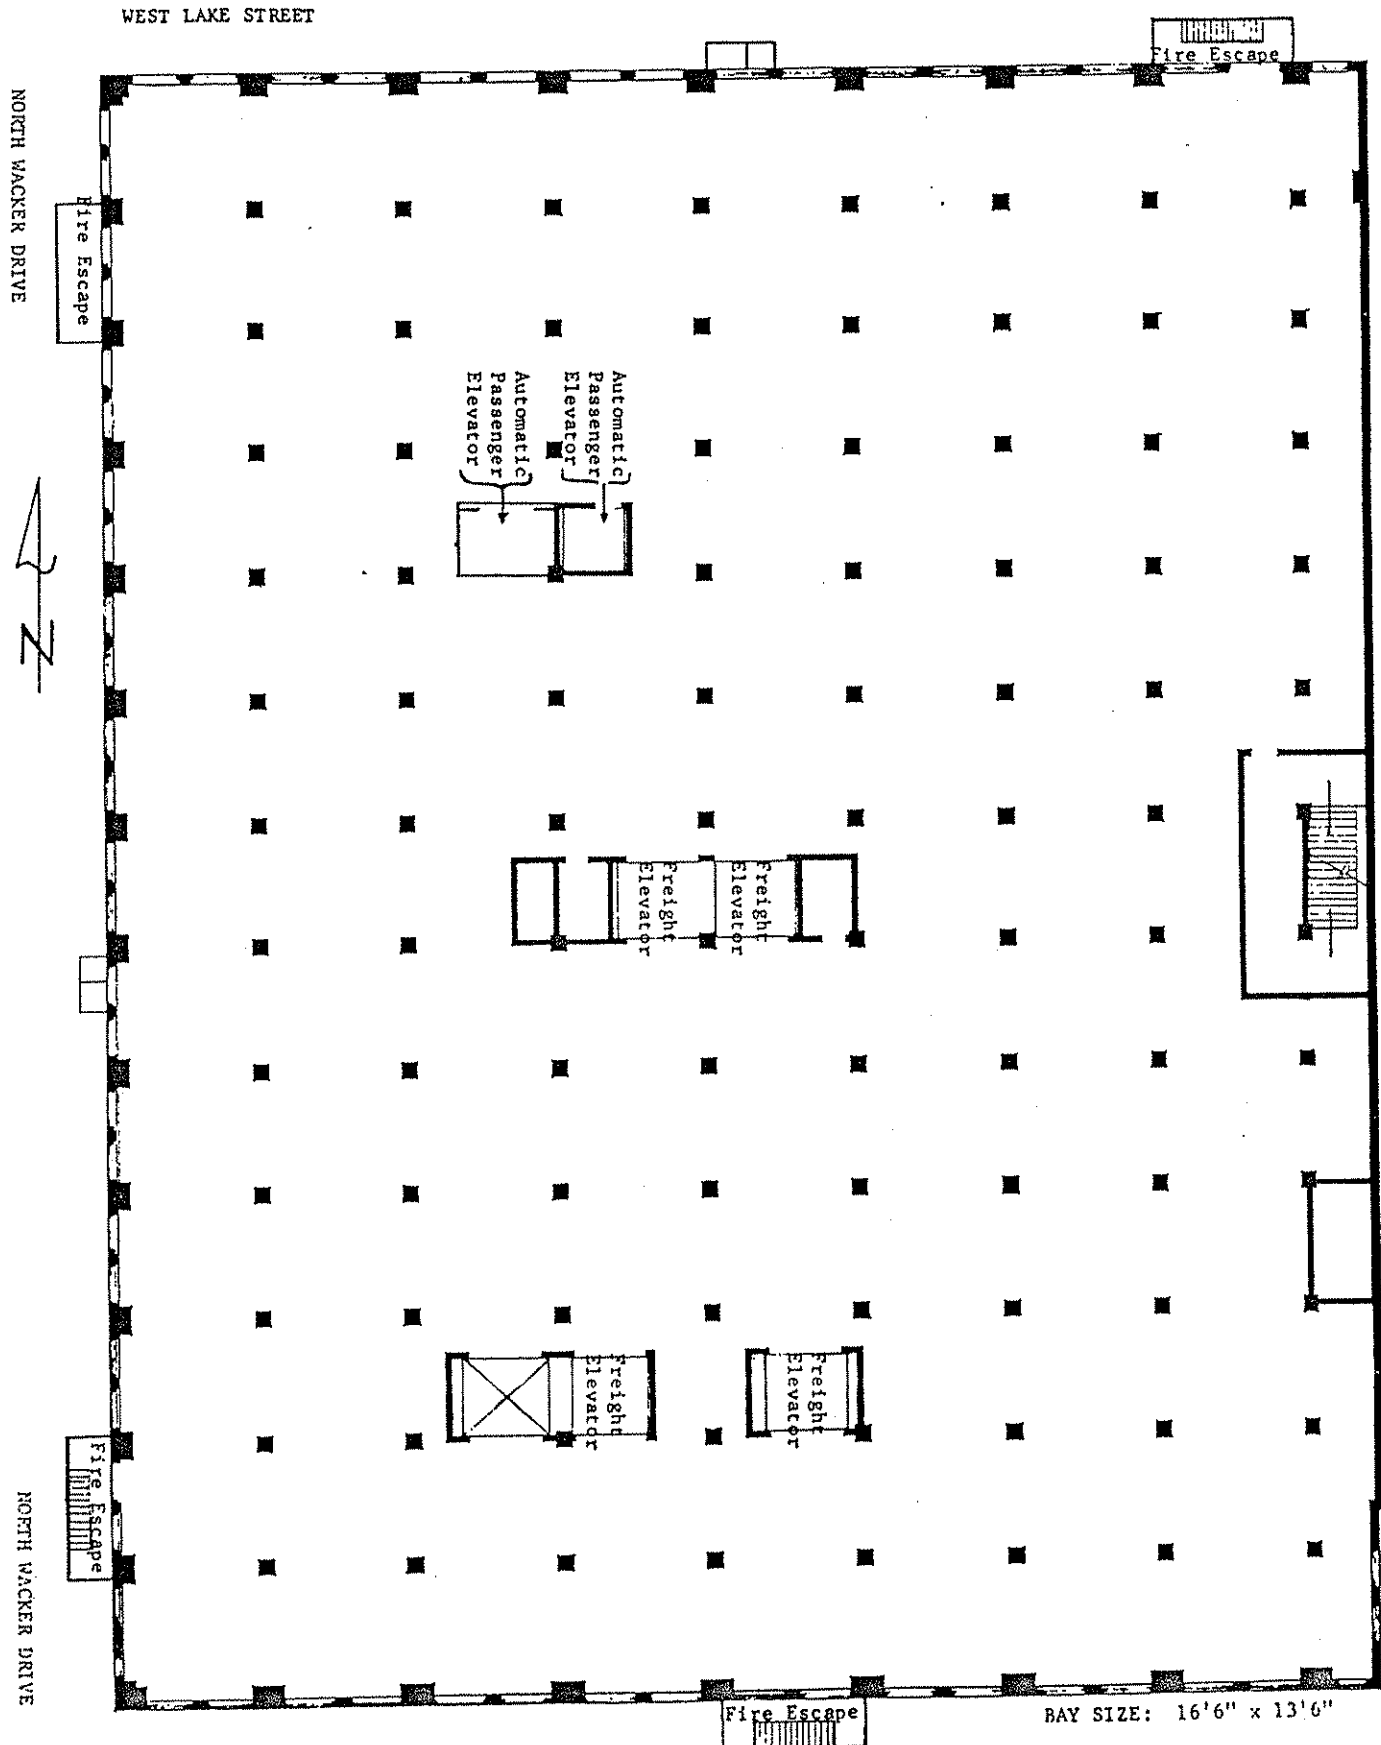 WEST LAKE STREET
Fire Escape
NORTH WACKER DRIVE
Fire Escape
Automatic
Passenger
Elevator
Automatic
Passenger
Elevator
N
Freight
Elevator
Freight
Elevator
Freight
Elevator
Freight
Elevator
Fire Escape
NORTH WACKER DRIVE
Fire Escape
BAY SIZE: 16'6" x 13'6"